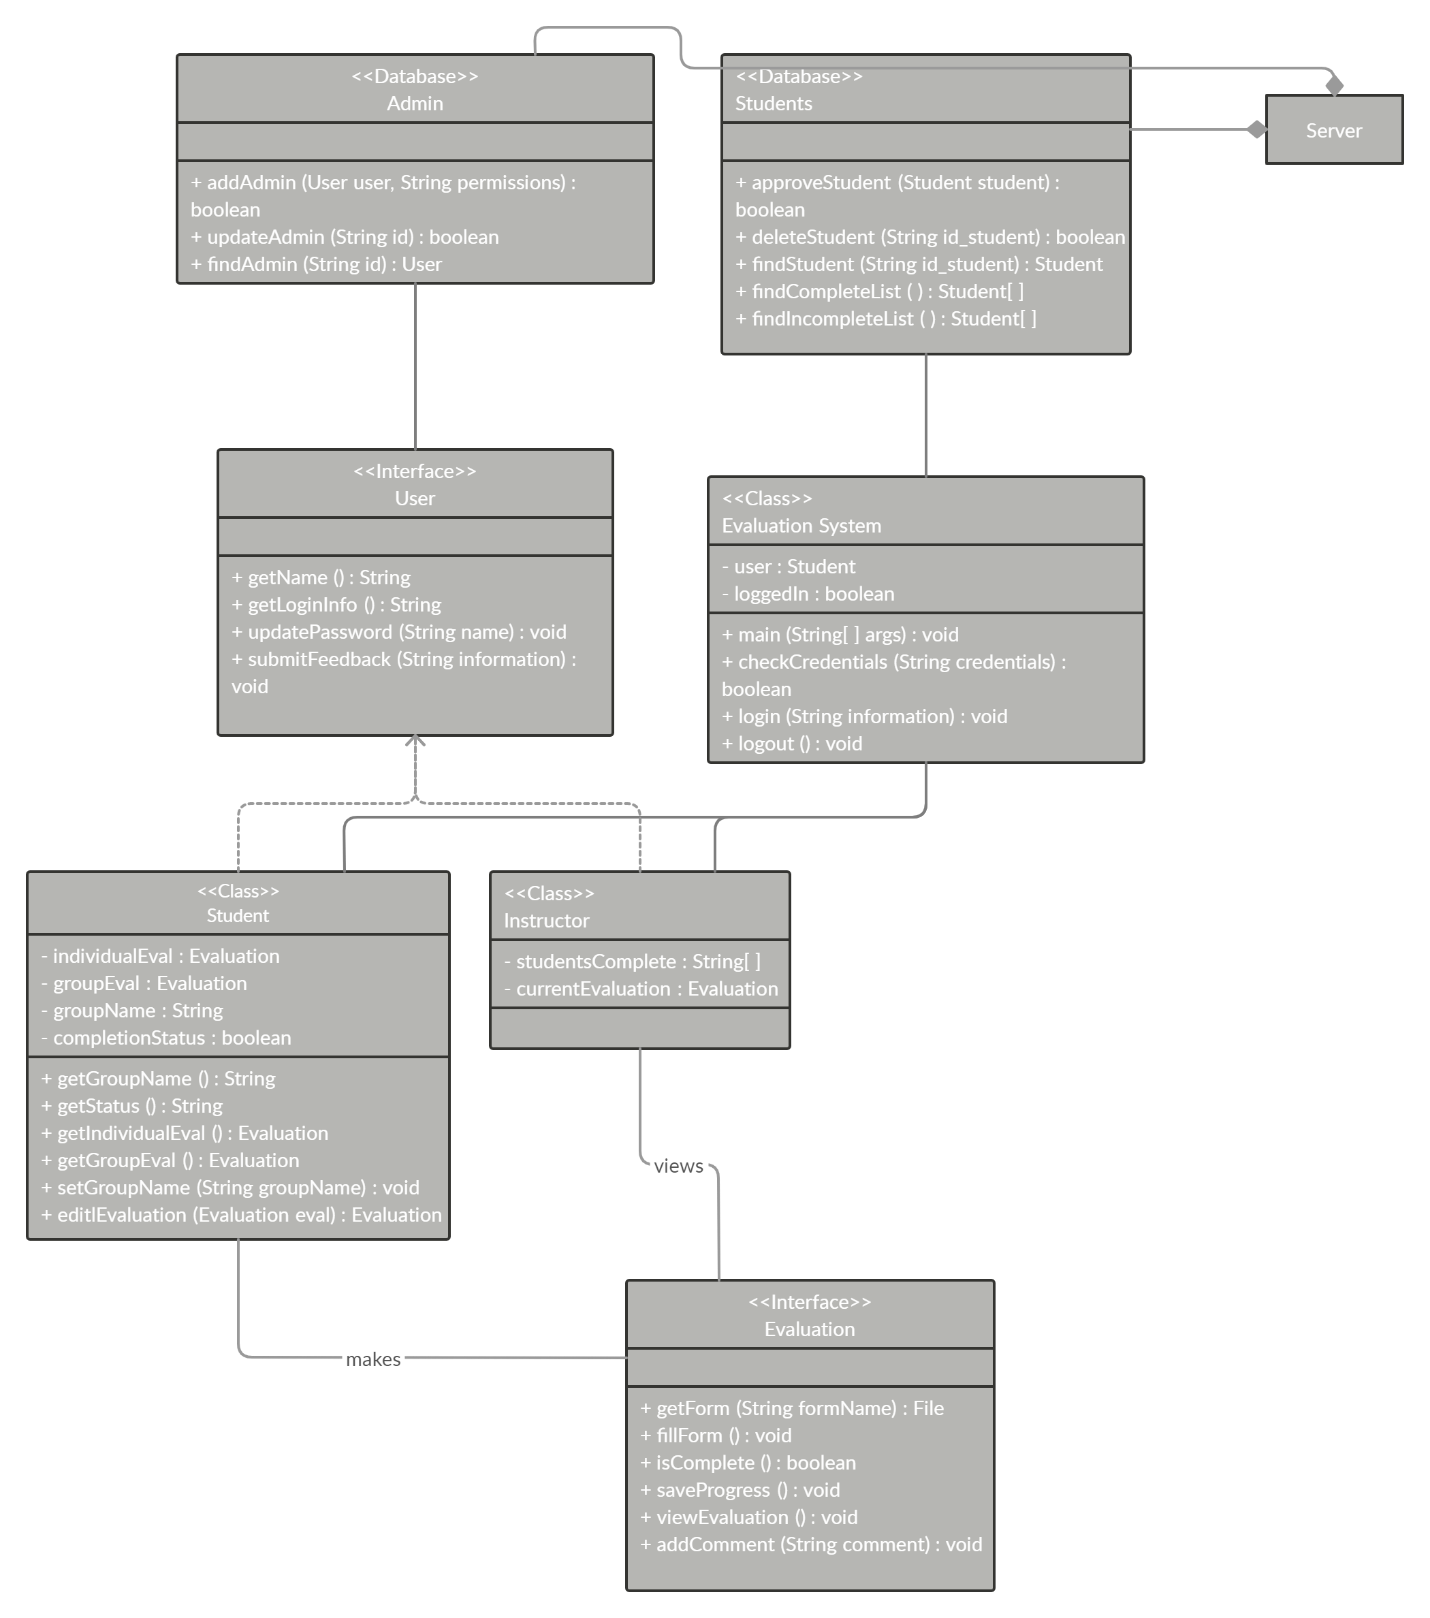 <<Database>>
Admin
+ addAdmin (User user, String permissions) :
boolean
+ updateAdmin (String id) : boolean
+ findAdmin (String id) : User
<<Database>>
Students
+ approveStudent (Student student) :
boolean
+ deleteStudent (String id_student) : boolean
+ findStudent (String id_student) : Student
+ findCompleteList ( ) : Student[ ]
+ findIncompleteList ( ) : Student[ ]
Server
<<Interface>>
User
+ getName () : String
+ getLoginInfo () : String
+ updatePassword (String name) : void
+ submitFeedback (String information) :
void
<<Class>>
Evaluation System
- user : Student
- loggedIn : boolean
+ main (String[ ] args) : void
+ checkCredentials (String credentials) :
boolean
+ login (String information) : void
+ logout () : void
<<Class>>
Student
- individualEval : Evaluation
- groupEval : Evaluation
- groupName : String
- completionStatus : boolean
+ getGroupName () : String
+ getStatus () : String
+ getIndividualEval () : Evaluation
+ getGroupEval () : Evaluation
+ setGroupName (String groupName) : void
+ editlEvaluation (Evaluation eval) : Evaluation
<<Class>>
Instructor
- studentsComplete : String[ ]
- currentEvaluation : Evaluation
views
makes
<<Interface>>
Evaluation
+ getForm (String formName) : File
+ fillForm () : void
+ isComplete () : boolean
+ saveProgress () : void
+ viewEvaluation () : void
+ addComment (String comment) : void